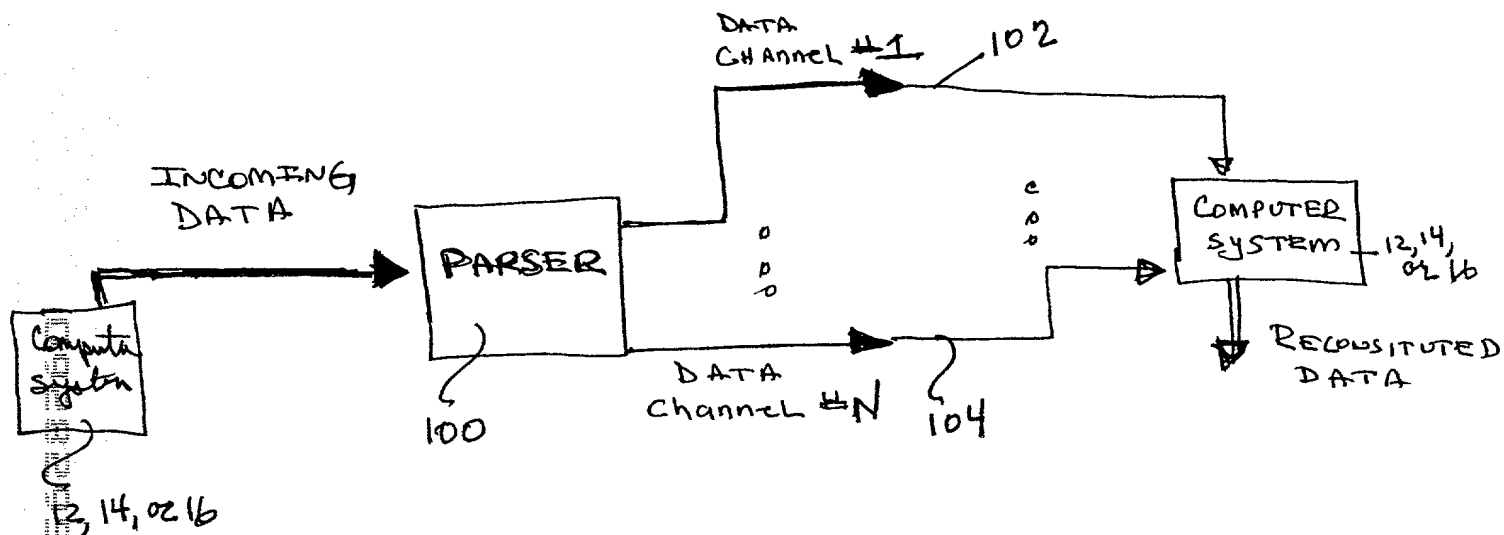 DATA
CHAnneL #1
102
INCOMING
DATA
PARSER
100
COMPUTER
SYSTEM
12, 14,
or 16
Computer
system
12, 14, or 16
DATA
ChanneL #N
104
RECONSITUTED
DATA